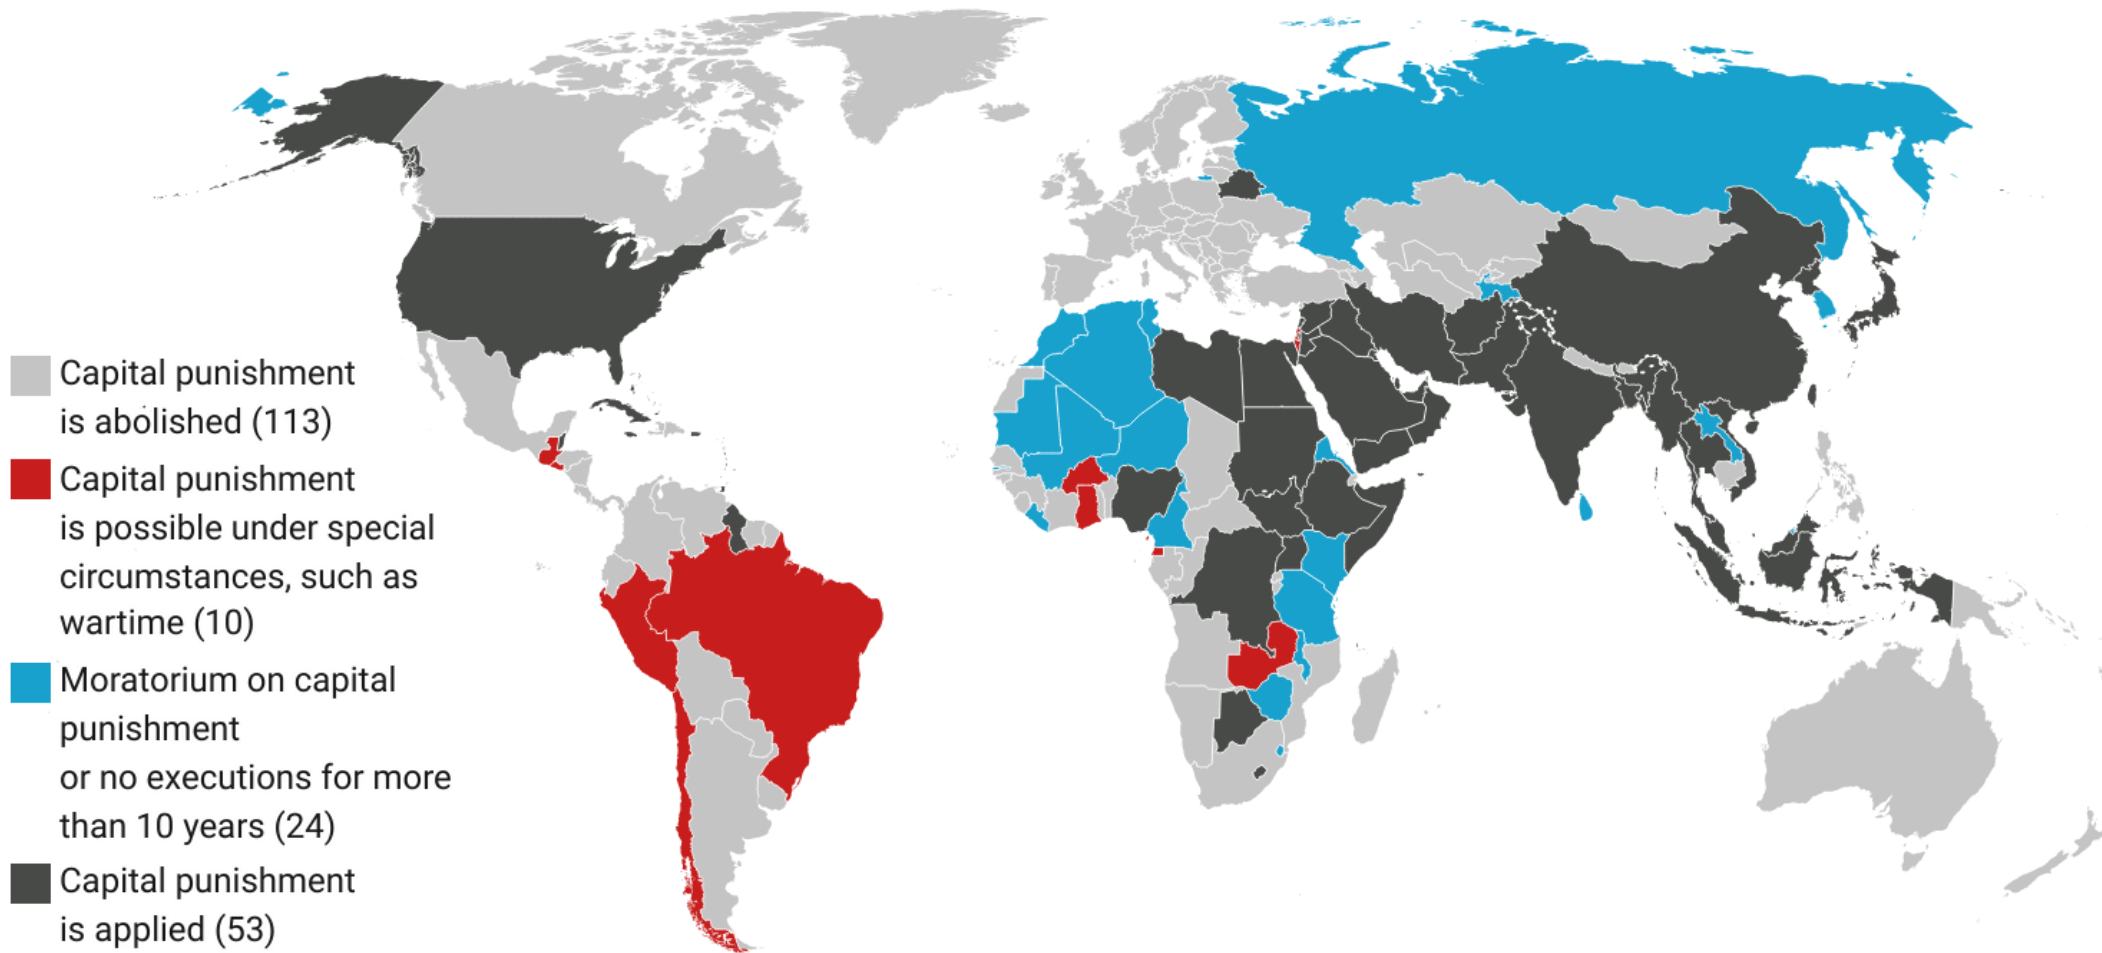 Capital punishment
is abolished (113)
Capital punishment
is possible under special
circumstances, such as
wartime (10)
Moratorium on capital
punishment
or no executions for more
than 10 years (24)
Capital punishment
is applied (53)